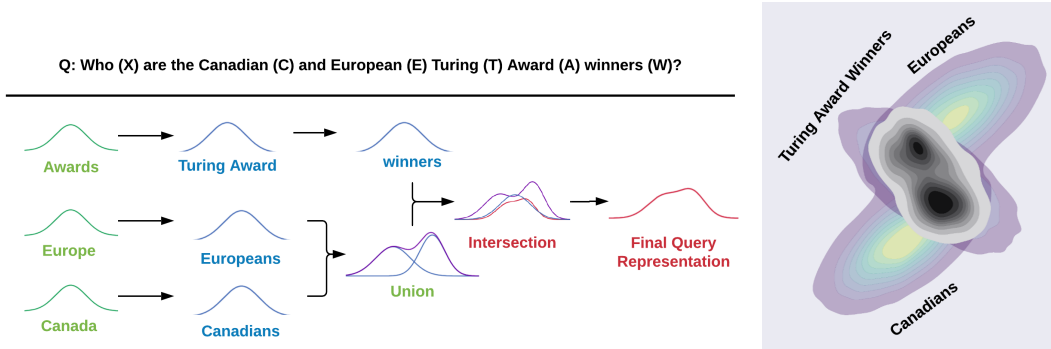 Q: Who (X) are the Canadian (C) and European (E) Turing (T) Award (A) winners (W)?
Awards
Turing Award
winners
Europe
Europeans
Canada
Canadians
Union
Intersection
Final Query
Representation
Turing Award Winners
Europeans
Canadians